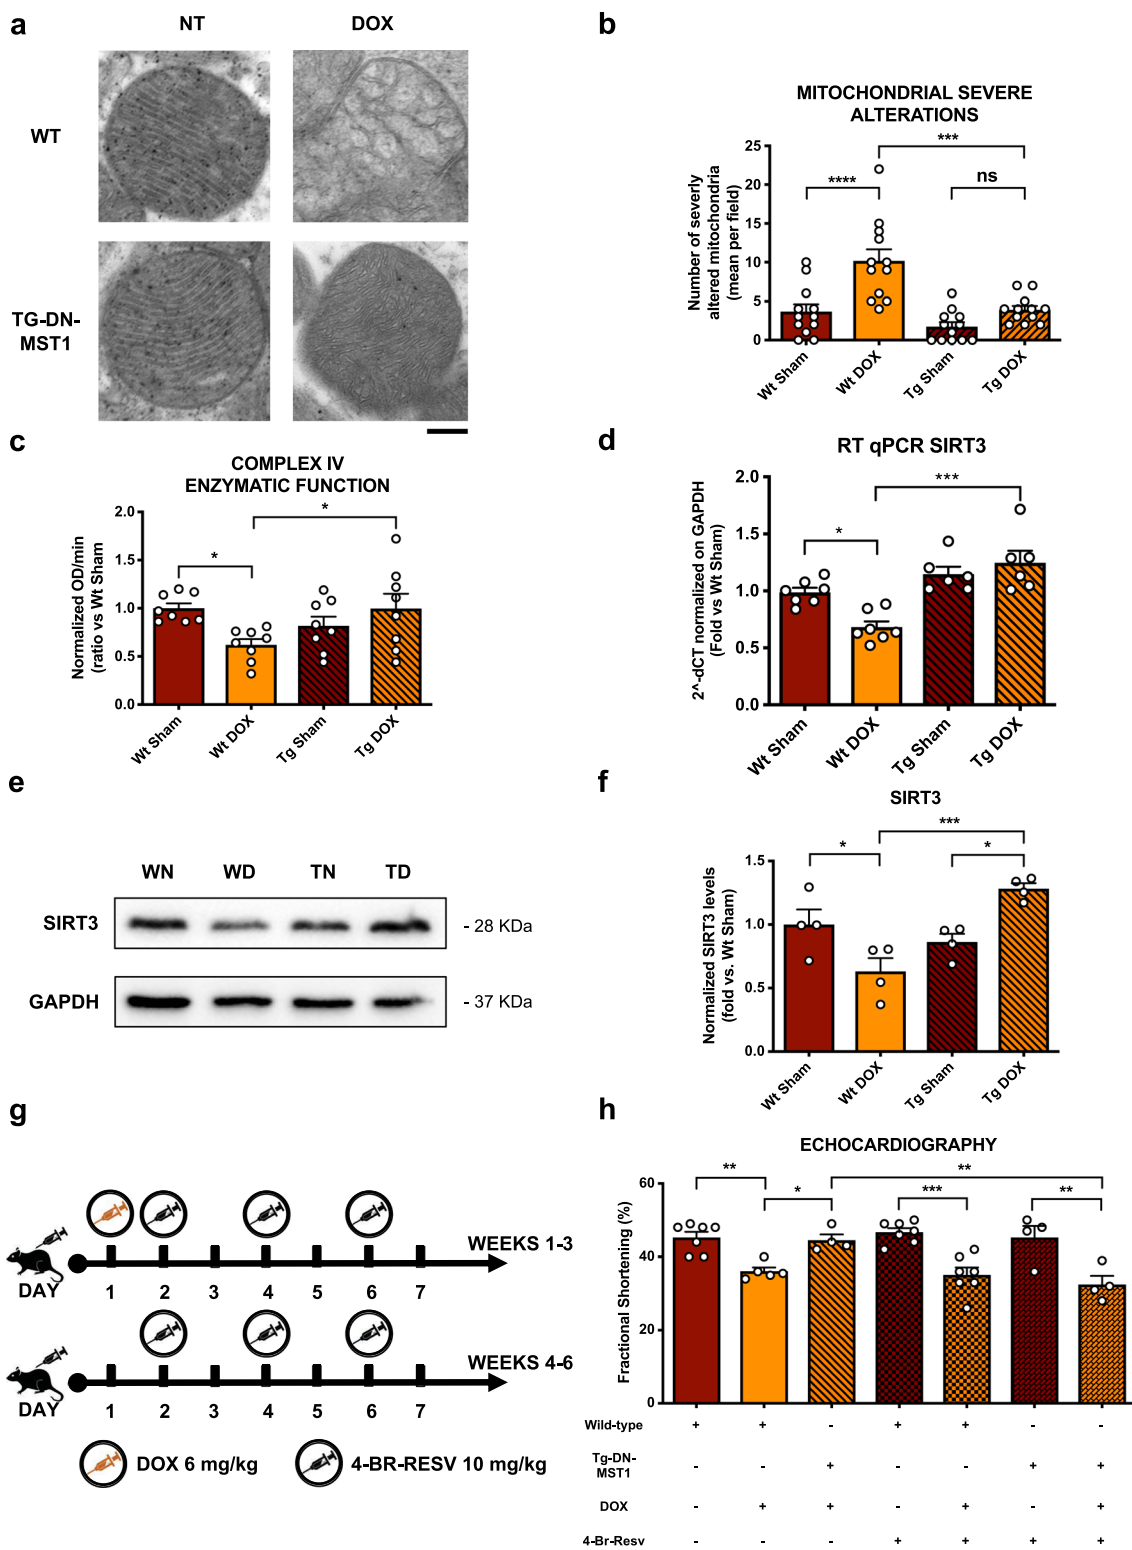 a
NT
DOX
WT
TG-DN-
MST1
b
MITOCHONDRIAL SEVERE
ALTERATIONS
Number of severly
altered mitochondria
(mean per field)
25
20
15
10
5
0
****
***
ns
Wt Sham
Wt DOX
Tg Sham
Tg DOX
c
COMPLEX IV
ENZYMATIC FUNCTION
Normalized OD/min
(ratio vs Wt Sham
2.0
1.5
1.0
0.5
0.0
*
*
Wt Sham
Wt DOX
Tg Sham
Tg DOX
d
RT qPCR SIRT3
2^-dCT normalized on GAPDH
(Fold vs Wt Sham)
2.0
1.5
1.0
0.5
0.0
*
***
Wt Sham
Wt DOX
Tg Sham
Tg DOX
e
WN WD TN TD
SIRT3
- 28 KDa
GAPDH
- 37 KDa
f
SIRT3
Normalized SIRT3 levels
(fold vs. Wt Sham)
1.5
1.0
0.5
0.0
*
***
*
Wt Sham
Wt DOX
Tg Sham
Tg DOX
g
WEEKS 1-3
DAY 1 2 3 4 5 6 7
WEEKS 4-6
DAY 1 2 3 4 5 6 7
DOX 6 mg/kg
4-BR-RESV 10 mg/kg
h
ECHOCARDIOGRAPHY
Fractional Shortening (%)
60
40
20
0
**
*
**
***
**
Wild-type + + - + + - -
Tg-DN-
MST1 - - + - - + +
DOX - + + - + - +
4-Br-Resv - - - + + + +